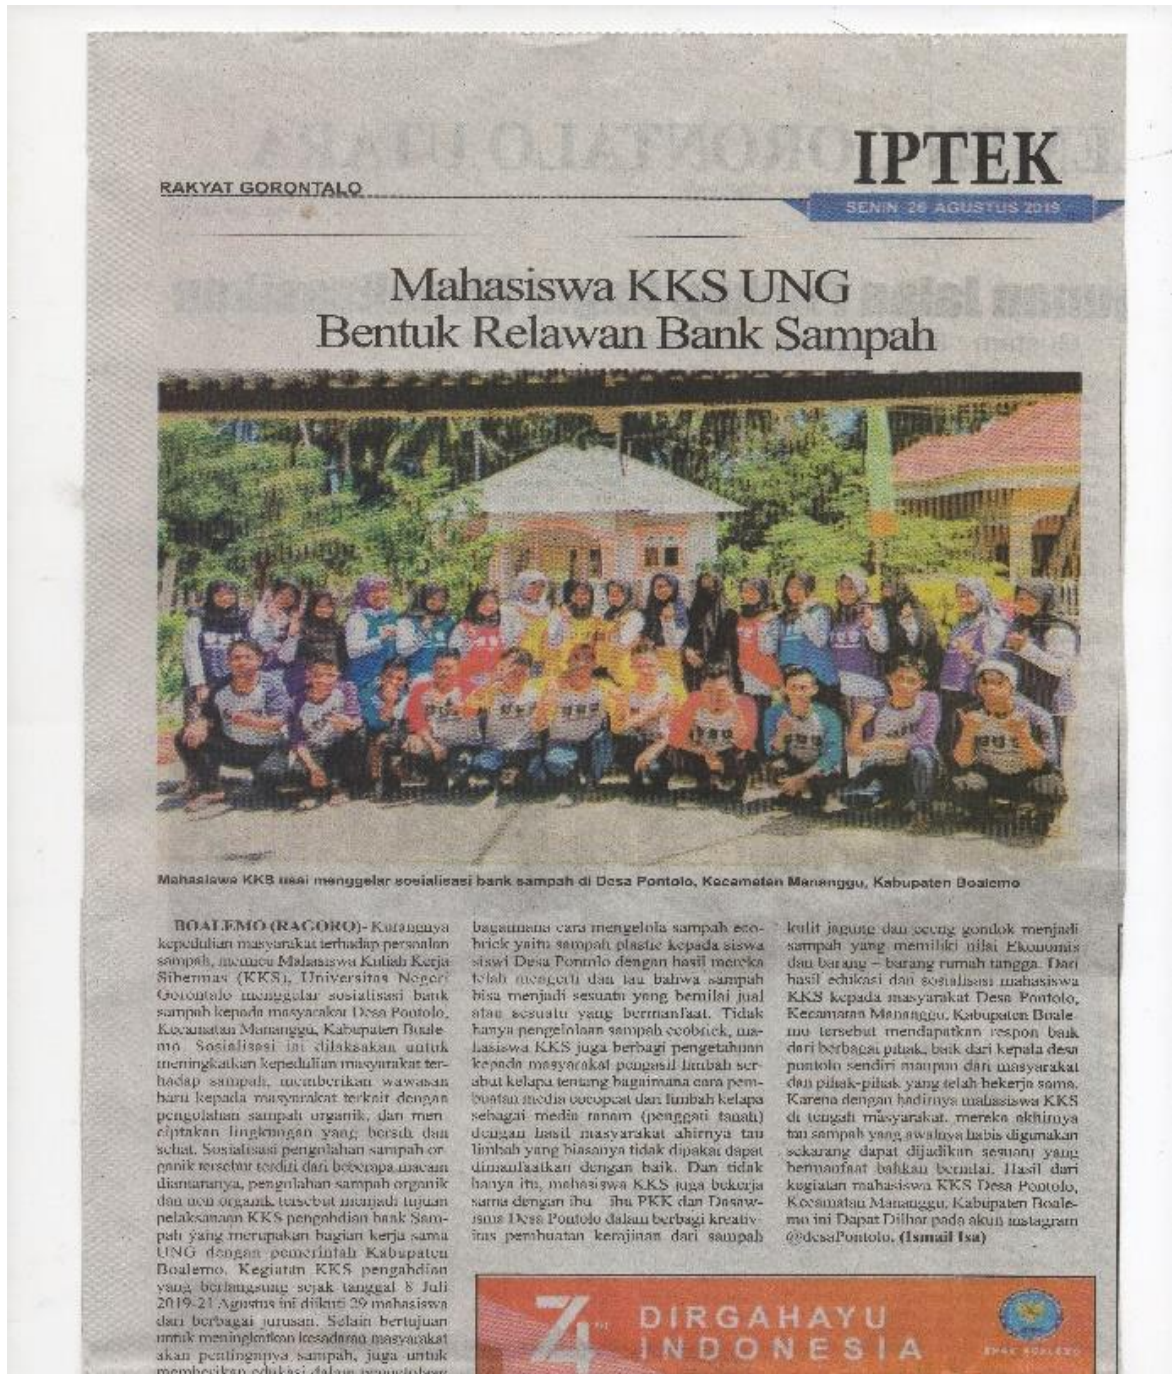 IPTEK
RAKYAT GORONTALO
SENIN 26 AGUSTUS 2019
Mahasiswa KKS UNG
Bentuk Relawan Bank Sampah
Mahasiswa KKS usai menggelar sosialisasi bank sampah di Desa Pontolo, Kecamatan Mananggu, Kabupaten Boalemo
BOALEMO (RAGORO)- Kurangnya
kepedulian masyarakat terhadap persoalan
sampah, memicu Mahasiswa Kuliah Kerja
Sibermas (KKS), Universitas Negeri
Gorontalo menggelar sosialisasi bank
sampah kepada masyarakat Desa Pontolo,
Kecamatan Mananggu, Kabupaten Boale-
mo. Sosialisasi ini dilaksakan untuk
meningkatkan kepedulian masyarakat ter-
hadap sampah, memberikan wawasan
baru kepada masyarakat terkait dengan
pengolahan sampah organik, dan men-
ciptakan lingkungan yang bersih dan
sehat. Sosialisasi pengolahan sampah or-
ganik tersebut terdiri dari beberapa macam
diantaranya, pengolahan sampah organik
dan non organik tersebut menjadi tujuan
pelaksanaan KKS pengabdian bank Sam-
pah yang merupakan bagian kerja sama
UNG dengan pemerintah Kabupaten
Boalemo. Kegiatan KKS pengabdian
yang berlangsung sejak tanggal 8 Juli
2019-21 Agustus ini diikuti 29 mahasiswa
dari berbagai jurusan. Selain bertujuan
untuk meningkatkan kesadaran masyarakat
akan pentingnya sampah, juga untuk
memberikan edukasi dalam pengelolaan
bagaimana cara mengelola sampah eco-
brick yaitu sampah plastic kepada siswa
siswi Desa Pontolo dengan hasil mereka
telah mengerti dan tau bahwa sampah
bisa menjadi sesuatu yang bernilai jual
atau sesuatu yang bermanfaat. Tidak
hanya pengelolaan sampah ecobrick, ma-
hasiswa KKS juga berbagi pengetahuan
kepada masyarakat pengasil limbah ser-
abut kelapa tentang bagaimana cara pem-
buatan media cocopeat dan limbah kelapa
sebagai media tanam (penggati tanah)
dengan hasil masyarakat ahirnya tau
limbah yang biasanya tidak dipakai dapat
dimanfaatkan dengan baik. Dan tidak
hanya itu, mahasiswa KKS juga bekerja
sama dengan ibu - ibu PKK dan Dasaw-
isma Desa Pontolo dalam berbagi kreativ-
itas pembuatan kerajinan dari sampah
kulit jagung dan eceng gondok menjadi
sampah yang memiliki nilai Ekonomis
dan barang – barang rumah tangga. Dari
hasil edukasi dan sosialisasi mahasiswa
KKS kepada masyarakat Desa Pontolo,
Kecamatan Mananggu, Kabupaten Boale-
mo tersebut mendapatkan respon baik
dari berbagai pihak, baik dari kepala desa
pontolo sendiri maupun dari masyarakat
dan pihak-pihak yang telah bekerja sama.
Karena dengan hadirnya mahasiswa KKS
di tengah masyarakat, mereka akhirnya
tau sampah yang awalnya habis digunakan
sekarang dapat dijadikan sesuatu yang
bermanfaat bahkan bernilai. Hasil dari
kegiatan mahasiswa KKS Desa Pontolo,
Kecamatan Mananggu, Kabupaten Boale-
mo ini Dapat Dilihat pada akun instagram
@desaPontolo. (Ismail Isa)
74
DIRGAHAYU
INDONESIA